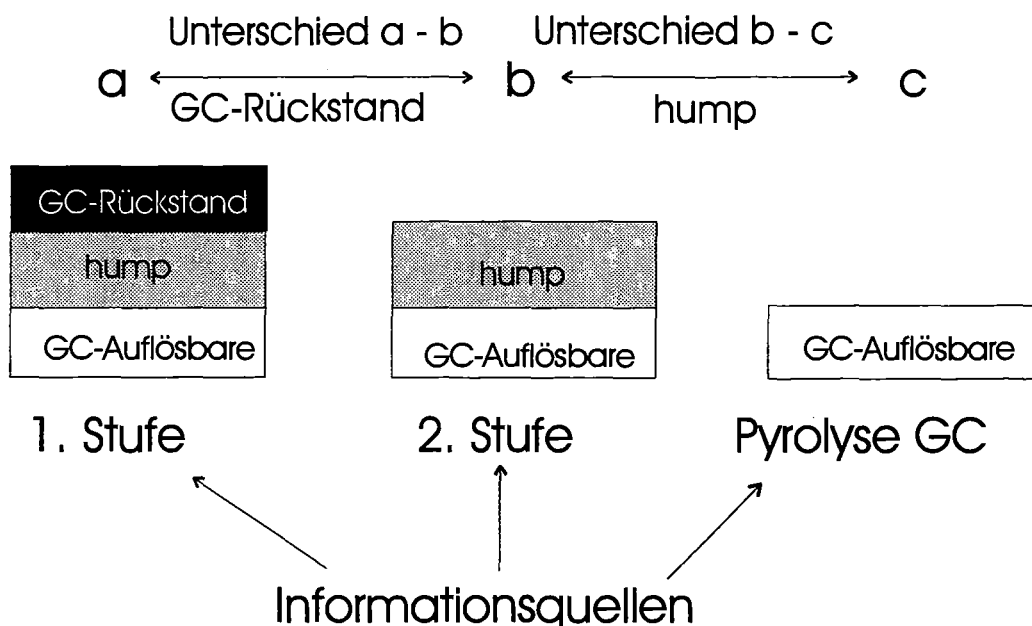 Unterschied a - b Unterschied b - c
a b c
GC-Rückstand hump
GC-Rückstand
hump hump
GC-Auflösbare GC-Auflösbare GC-Auflösbare
1. Stufe 2. Stufe Pyrolyse GC
Informationsquellen